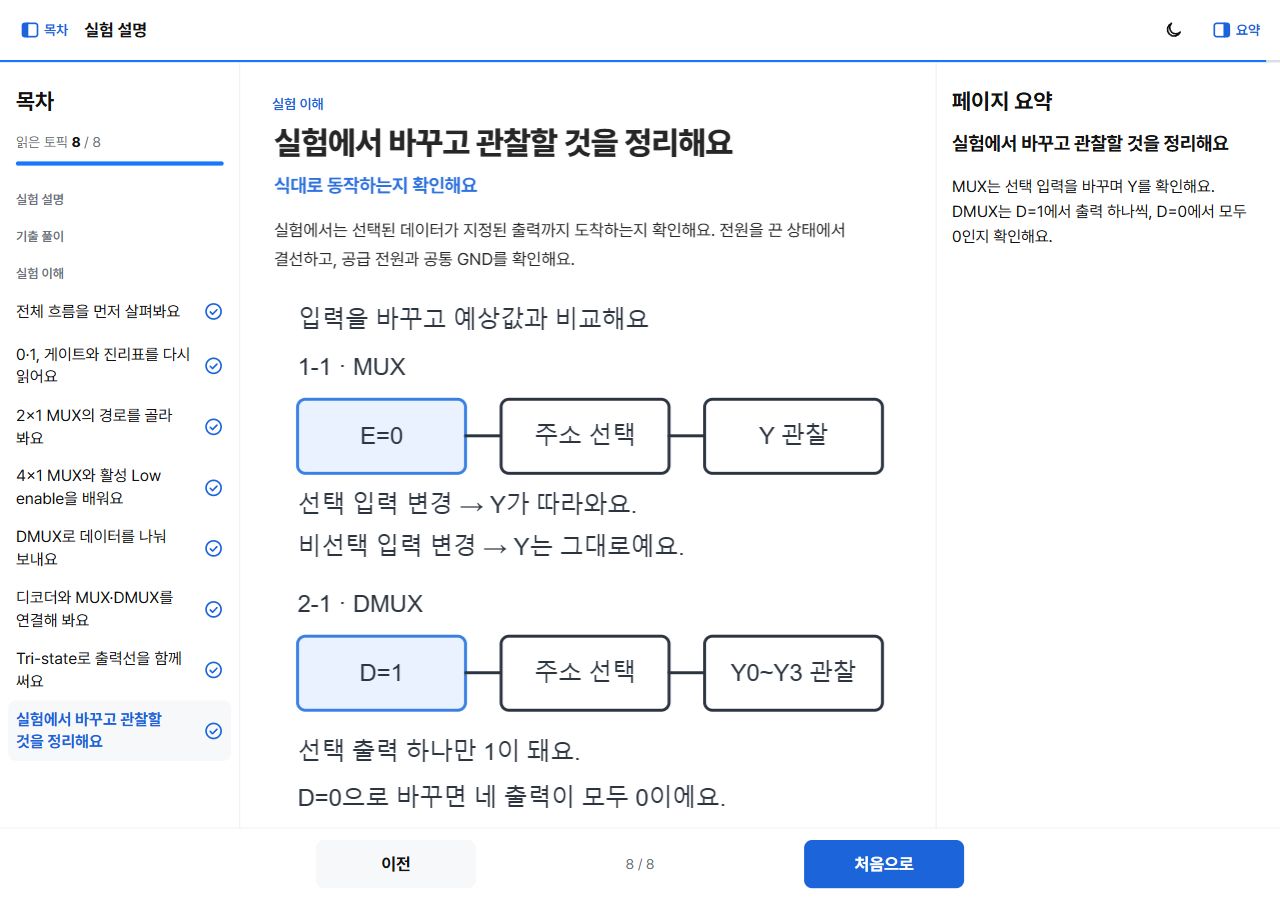 목차
실험 설명
요약
목차
읽은 토픽 8 / 8
실험 설명
기출 풀이
실험 이해
전체 흐름을 먼저 살펴봐요
0·1, 게이트와 진리표를 다시
읽어요
2×1 MUX의 경로를 골라
봐요
4×1 MUX와 활성 Low
enable을 배워요
DMUX로 데이터를 나눠
보내요
디코더와 MUX·DMUX를
연결해 봐요
Tri-state로 출력선을 함께
써요
실험에서 바꾸고 관찰할
것을 정리해요
실험 이해
실험에서 바꾸고 관찰할 것을 정리해요
식대로 동작하는지 확인해요
실험에서는 선택된 데이터가 지정된 출력까지 도착하는지 확인해요. 전원을 끈 상태에서
결선하고, 공급 전원과 공통 GND를 확인해요.
입력을 바꾸고 예상값과 비교해요
1-1 · MUX
E=0
주소 선택
Y 관찰
선택 입력 변경 → Y가 따라와요.
비선택 입력 변경 → Y는 그대로예요.
2-1 · DMUX
D=1
주소 선택
Y0~Y3 관찰
선택 출력 하나만 1이 돼요.
D=0으로 바꾸면 네 출력이 모두 0이에요.
페이지 요약
실험에서 바꾸고 관찰할 것을 정리해요
MUX는 선택 입력을 바꾸며 Y를 확인해요.
DMUX는 D=1에서 출력 하나씩, D=0에서 모두
0인지 확인해요.
이전
8 / 8
처음으로